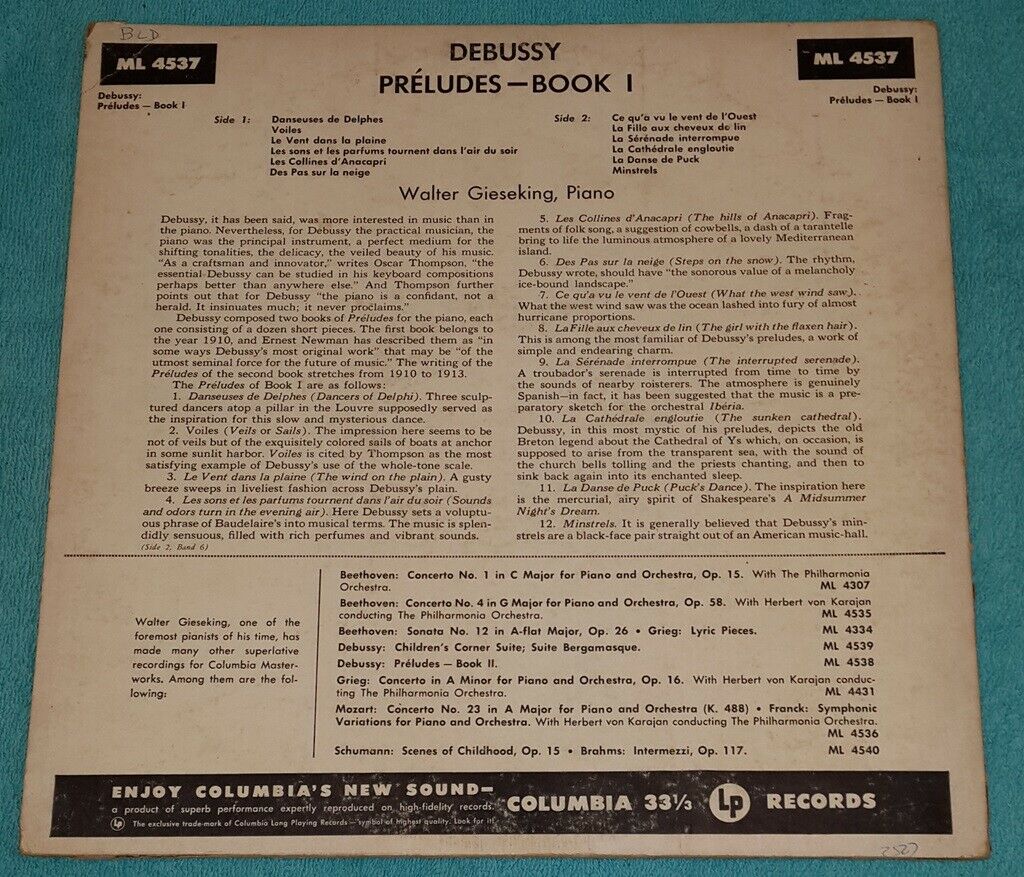 BLD
ML 4537
Debussy:
Préludes — Book I
DEBUSSY
PRÉLUDES — BOOK I
ML 4537
Debussy:
Préludes — Book I
Side 1: Danseuses de Delphes
Voiles
Le Vent dans la plaine
Les sons et les parfums tournent dans l'air du soir
Les Collines d'Anacapri
Des Pas sur la neige
Side 2: Ce qu'a vu le vent de l'Ouest
La Fille aux cheveux de lin
La Sérénade interrompue
La Cathédrale engloutie
La Danse de Puck
Minstrels
Walter Gieseking, Piano
Debussy, it has been said, was more interested in music than in
the piano. Nevertheless, for Debussy the practical musician, the
piano was the principal instrument, a perfect medium for the
shifting tonalities, the delicacy, the veiled beauty of his music.
"As a craftsman and innovator," writes Oscar Thompson, "the
essential Debussy can be studied in his keyboard compositions
perhaps better than anywhere else." And Thompson further
points out that for Debussy "the piano is a confidant, not a
herald. It insinuates much; it never proclaims."
Debussy composed two books of Préludes for the piano, each
one consisting of a dozen short pieces. The first book belongs to
the year 1910, and Ernest Newman has described them as "in
some ways Debussy's most original work" that may be "of the
utmost seminal force for the future of music." The writing of the
Préludes of the second book stretches from 1910 to 1913.
The Préludes of Book I are as follows:
1. Danseuses de Delphes (Dancers of Delphi). Three sculp-
tured dancers atop a pillar in the Louvre supposedly served as
the inspiration for this slow and mysterious dance.
2. Voiles (Veils or Sails). The impression here seems to be
not of veils but of the exquisitely colored sails of boats at anchor
in some sunlit harbor. Voiles is cited by Thompson as the most
satisfying example of Debussy's use of the whole-tone scale.
3. Le Vent dans la plaine (The wind on the plain). A gusty
breeze sweeps in liveliest fashion across Debussy's plain.
4. Les sons et les parfums tournent dans l'air du soir (Sounds
and odors turn in the evening air). Here Debussy sets a voluptu-
ous phrase of Baudelaire's into musical terms. The music is splen-
didly sensuous, filled with rich perfumes and vibrant sounds.
(Side 2, Band 6)
5. Les Collines d'Anacapri (The hills of Anacapri). Frag-
ments of folk song, a suggestion of cowbells, a dash of a tarantelle
bring to life the luminous atmosphere of a lovely Mediterranean
island.
6. Des Pas sur la neige (Steps on the snow). The rhythm,
Debussy wrote, should have "the sonorous value of a melancholy
ice-bound landscape."
7. Ce qu'a vu le vent de l'Ouest (What the west wind saw).
What the west wind saw was the ocean lashed into fury of almost
hurricane proportions.
8. La Fille aux cheveux de lin (The girl with the flaxen hair).
This is among the most familiar of Debussy's preludes, a work of
simple and endearing charm.
9. La Sérénade interrompue (The interrupted serenade).
A troubador's serenade is interrupted from time to time by
the sounds of nearby roisterers. The atmosphere is genuinely
Spanish—in fact, it has been suggested that the music is a pre-
paratory sketch for the orchestral Ibéria.
10. La Cathédrale engloutie (The sunken cathedral).
Debussy, in this most mystic of his preludes, depicts the old
Breton legend about the Cathedral of Ys which, on occasion, is
supposed to arise from the transparent sea, with the sound of
the church bells tolling and the priests chanting, and then to
sink back again into its enchanted sleep.
11. La Danse de Puck (Puck's Dance). The inspiration here
is the mercurial, airy spirit of Shakespeare's A Midsummer
Night's Dream.
12. Minstrels. It is generally believed that Debussy's min-
strels are a black-face pair straight out of an American music-hall.
Walter Gieseking, one of the
foremost pianists of his time, has
made many other superlative
recordings for Columbia Master-
works. Among them are the fol-
lowing:
Beethoven: Concerto No. 1 in C Major for Piano and Orchestra, Op. 15. With The Philharmonia
Orchestra. ML 4307
Beethoven: Concerto No. 4 in G Major for Piano and Orchestra, Op. 58. With Herbert von Karajan
conducting The Philharmonia Orchestra. ML 4535
Beethoven: Sonata No. 12 in A-flat Major, Op. 26 • Grieg: Lyric Pieces. ML 4334
Debussy: Children's Corner Suite; Suite Bergamasque. ML 4539
Debussy: Préludes — Book II. ML 4538
Grieg: Concerto in A Minor for Piano and Orchestra, Op. 16. With Herbert von Karajan conduc-
ting The Philharmonia Orchestra. ML 4431
Mozart: Concerto No. 23 in A Major for Piano and Orchestra (K. 488) • Franck: Symphonic
Variations for Piano and Orchestra. With Herbert von Karajan conducting The Philharmonia Orchestra.
ML 4536
Schumann: Scenes of Childhood, Op. 15 • Brahms: Intermezzi, Op. 117. ML 4540
ENJOY COLUMBIA'S NEW SOUND—
a product of superb performance expertly reproduced on high-fidelity records.
LP The exclusive trade-mark of Columbia Long Playing Records—symbol of highest quality. Look for it!
COLUMBIA 33⅓ LP RECORDS